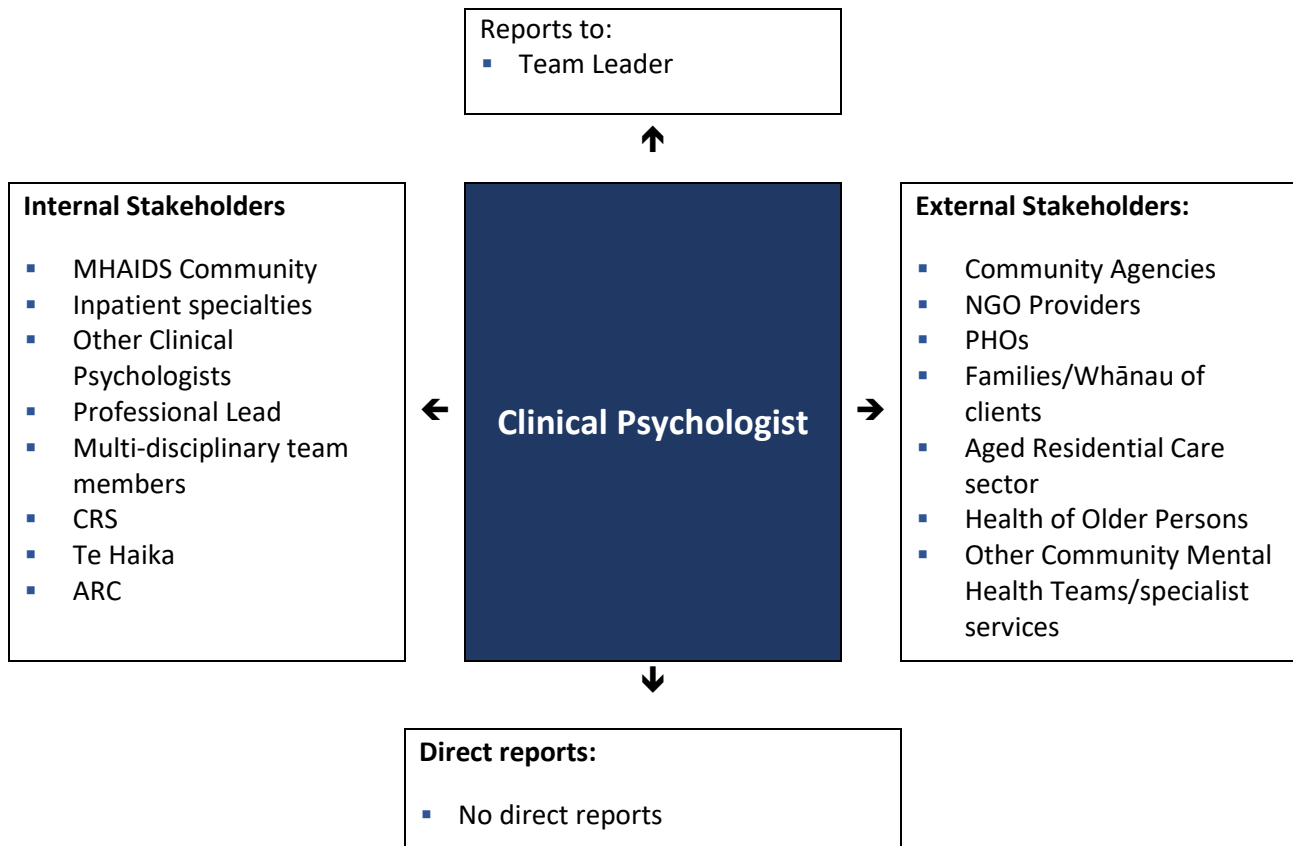 Reports to:
▪ Team Leader
Internal Stakeholders
▪ MHAIDS Community
▪ Inpatient specialties
▪ Other Clinical
Psychologists
▪ Professional Lead
▪ Multi-disciplinary team
members
▪ CRS
▪ Te Haika
▪ ARC
Clinical Psychologist
External Stakeholders:
▪ Community Agencies
▪ NGO Providers
▪ PHOs
▪ Families/Whānau of
clients
▪ Aged Residential Care
sector
▪ Health of Older Persons
▪ Other Community Mental
Health Teams/specialist
services
Direct reports:
▪ No direct reports